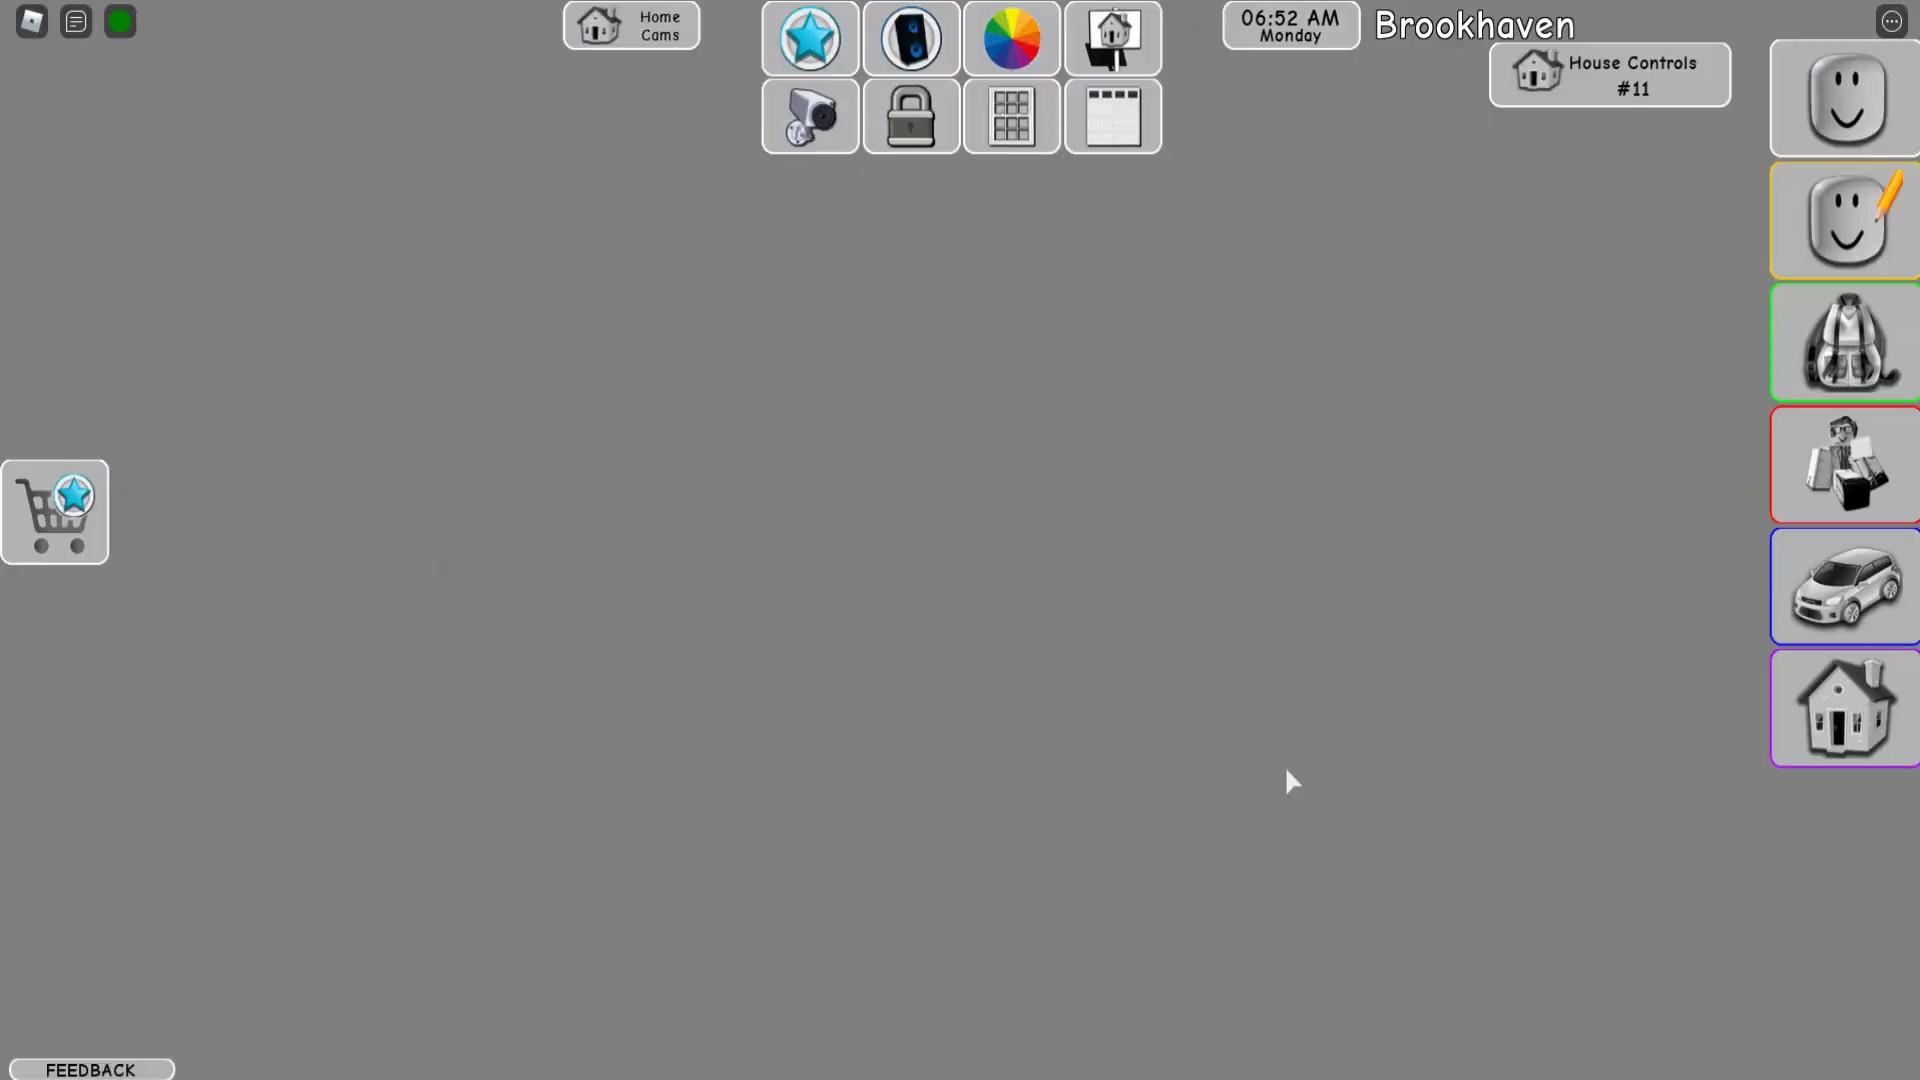 Home
Cams
06:52 AM
Monday
Brookhaven
House Controls
#11
FEEDBACK